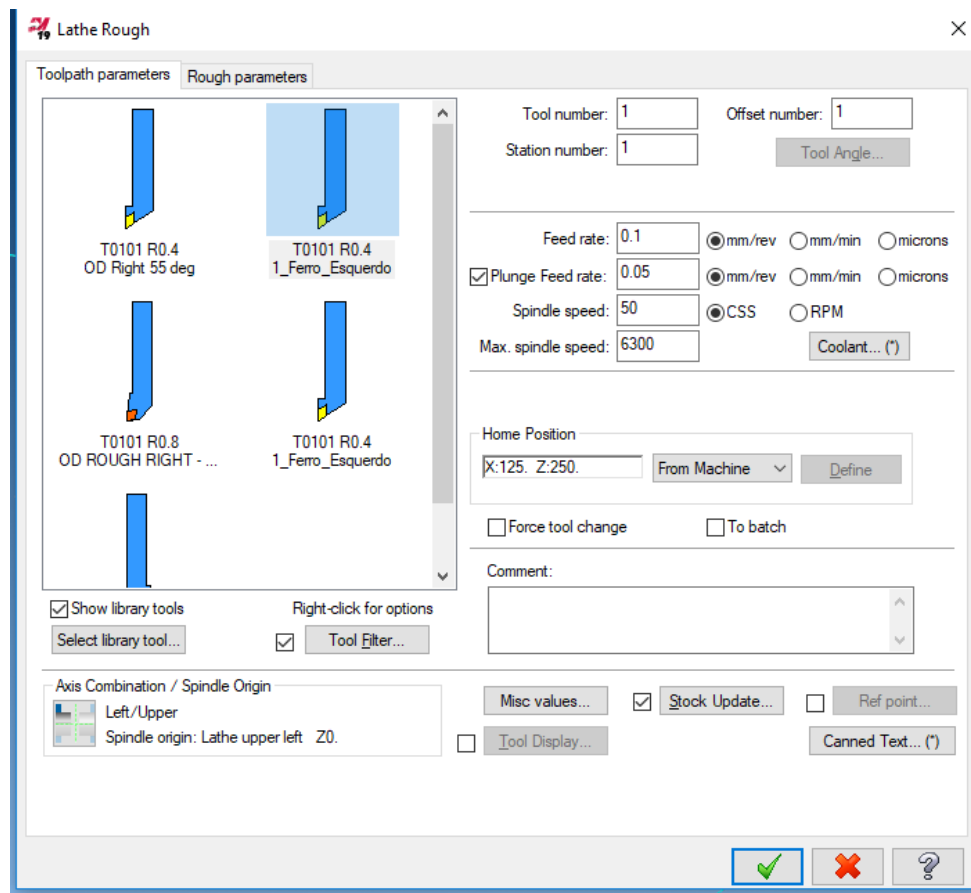 19 Lathe Rough
Toolpath parameters Rough parameters
T0101 R0.4
OD Right 55 deg
T0101 R0.4
1_Ferro_Esquerdo
T0101 R0.8
OD ROUGH RIGHT - ...
T0101 R0.4
1_Ferro_Esquerdo
Show library tools
Right-click for options
Select library tool...
Tool Filter...
Tool number: 1 Offset number: 1
Station number: 1 Tool Angle...
Feed rate: 0.1 mm/rev mm/min microns
Plunge Feed rate: 0.05 mm/rev mm/min microns
Spindle speed: 50 CSS RPM
Max. spindle speed: 6300 Coolant... (*)
Home Position
X:125. Z:250. From Machine Define
Force tool change To batch
Comment:
Axis Combination / Spindle Origin
Left/Upper
Spindle origin: Lathe upper left Z0.
Misc values... Stock Update... Ref point...
Tool Display... Canned Text... (*)